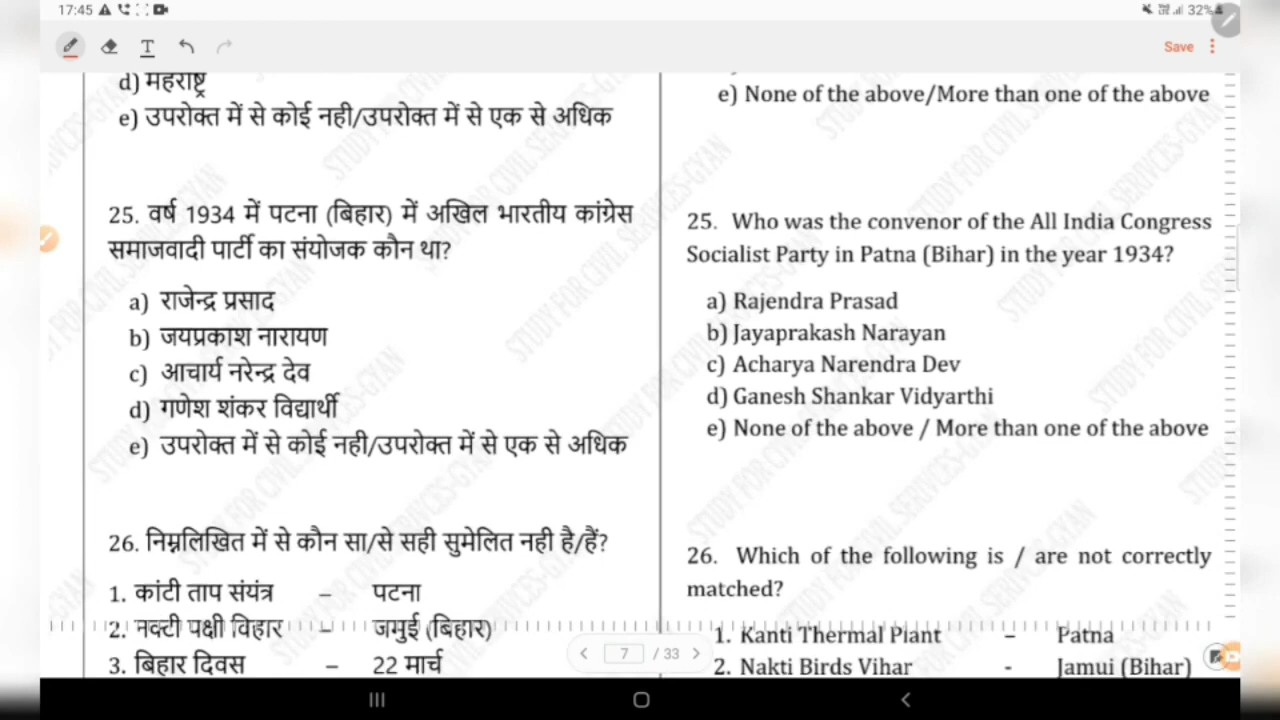 17:45
32%
Save
d) महराष्ट्र
e) उपरोक्त में से कोई नही/उपरोक्त में से एक से अधिक
25. वर्ष 1934 में पटना (बिहार) में अखिल भारतीय कांग्रेस
समाजवादी पार्टी का संयोजक कौन था?
a) राजेन्द्र प्रसाद
b) जयप्रकाश नारायण
c) आचार्य नरेन्द्र देव
d) गणेश शंकर विद्यार्थी
e) उपरोक्त में से कोई नही/उपरोक्त में से एक से अधिक
26. निम्नलिखित में से कौन सा/से सही सुमेलित नही है/हैं?
1. कांटी ताप संयंत्र – पटना
2. नक्टी पक्षी विहार – जमुई (बिहार)
3. बिहार दिवस – 22 मार्च
e) None of the above/More than one of the above
25. Who was the convenor of the All India Congress
Socialist Party in Patna (Bihar) in the year 1934?
a) Rajendra Prasad
b) Jayaprakash Narayan
c) Acharya Narendra Dev
d) Ganesh Shankar Vidyarthi
e) None of the above / More than one of the above
26. Which of the following is / are not correctly
matched?
1. Kanti Thermal Plant – Patna
2. Nakti Birds Vihar - Jamui (Bihar)
7 / 33
STUDY FOR CIVIL SERIVCES-GYAN